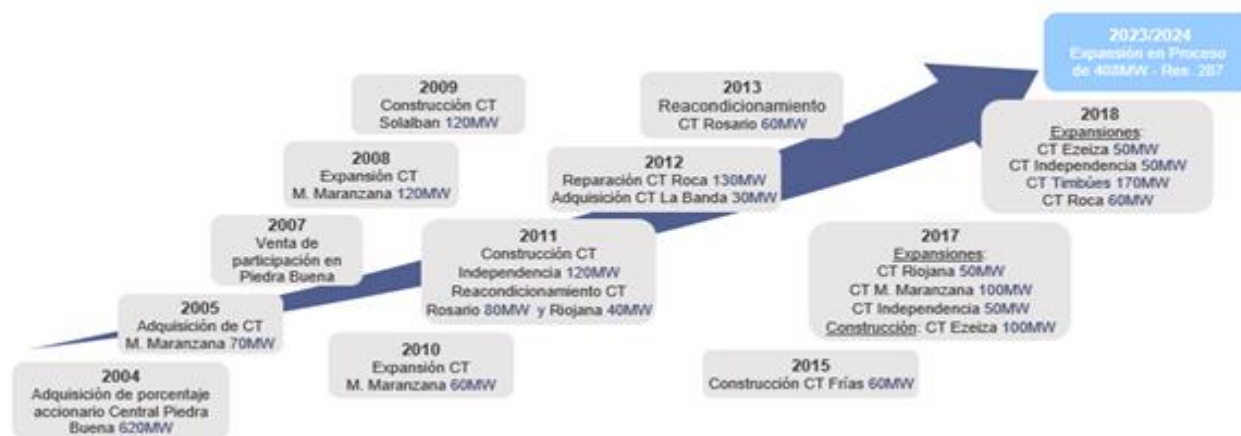 2023/2024
Expansión en Proceso
de 408MW - Res. 287
2009
Construcción CT
Solalban 120MW
2013
Reacondicionamiento
CT Rosario 60MW
2018
Expansiones:
CT Ezeiza 50MW
CT Independencia 50MW
CT Timbúes 170MW
CT Roca 60MW
2008
Expansión CT
M. Maranzana 120MW
2012
Reparación CT Roca 130MW
Adquisición CT La Banda 30MW
2007
Venta de
participación en
Piedra Buena
2011
Construcción CT
Independencia 120MW
Reacondicionamiento CT
Rosario 80MW y Riojana 40MW
2017
Expansiones:
CT Riojana 50MW
CT M. Maranzana 100MW
CT Independencia 50MW
Construcción: CT Ezeiza 100MW
2005
Adquisición de CT
M. Maranzana 70MW
2010
Expansión CT
M. Maranzana 60MW
2015
Construcción CT Frías 60MW
2004
Adquisición de porcentaje
accionario Central Piedra
Buena 620MW